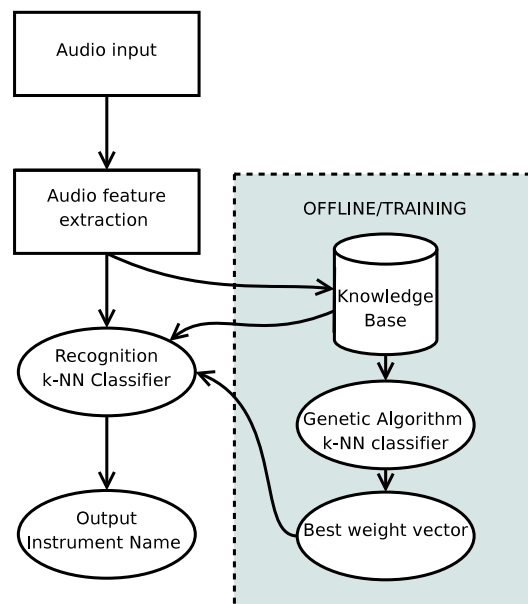 Audio input
Audio feature
extraction
OFFLINE/TRAINING
Knowledge
Base
Recognition
k-NN Classifier
Genetic Algorithm
k-NN classifier
Output
Instrument Name
Best weight vector